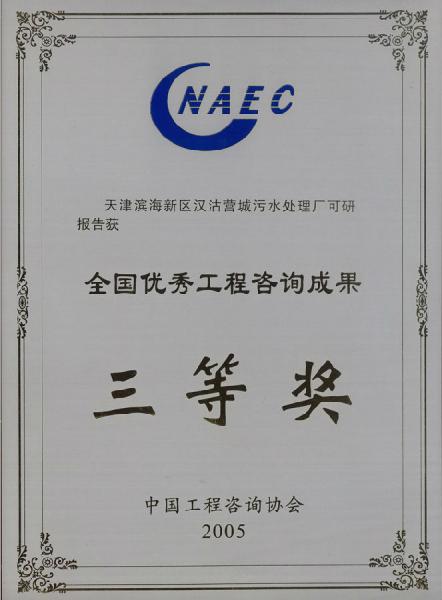 CNAEC
天津滨海新区汉沽营城污水处理厂可研
报告获
全国优秀工程咨询成果
三等奖
中国工程咨询协会
2005